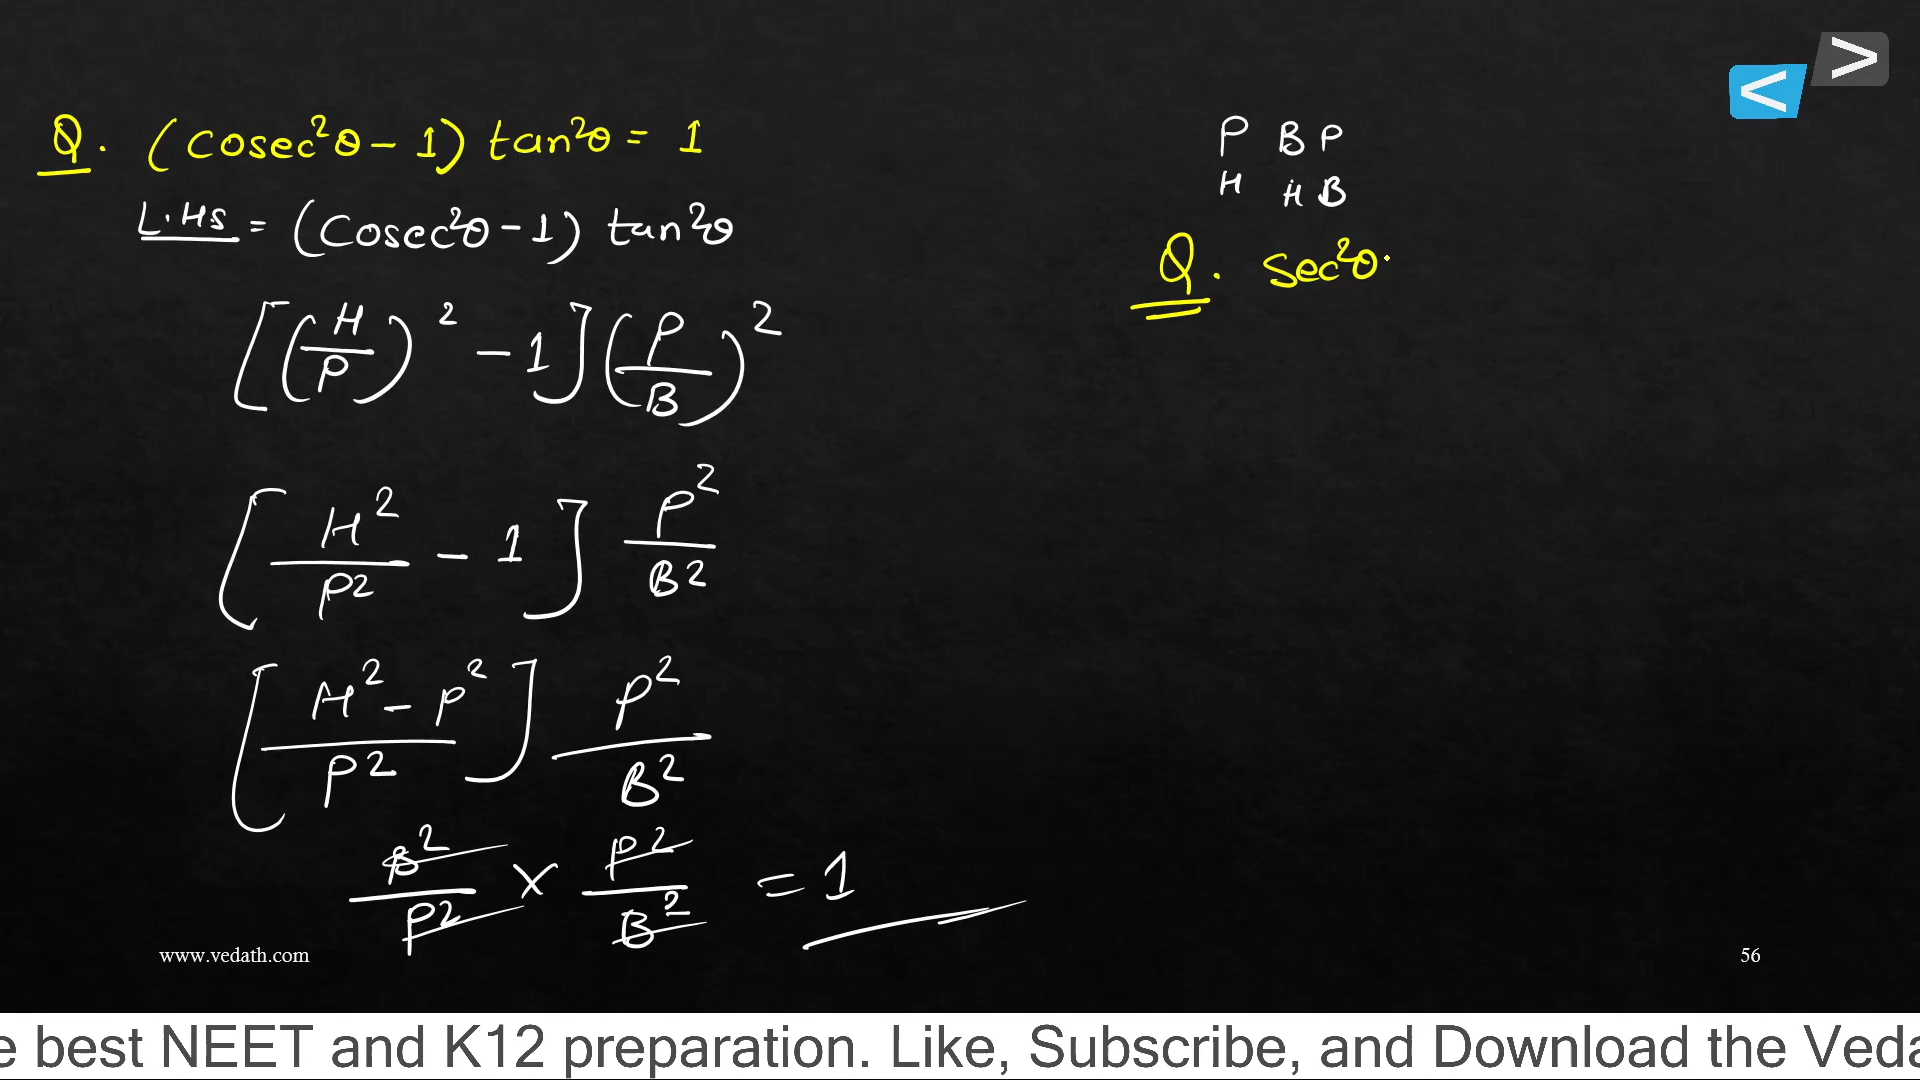 Q. (cosec²θ - 1) tan²θ = 1
L.HS = (Cosec²θ - 1) tan²θ
[(H/P)² - 1] (P/B)²
[H²/P² - 1] P²/B²
[H² - P²/P²] P²/B²
B²/P² × P²/B² = 1
P B P
H H B
Q. Sec²θ
< >
www.vedath.com
56
e best NEET and K12 preparation. Like, Subscribe, and Download the Veda